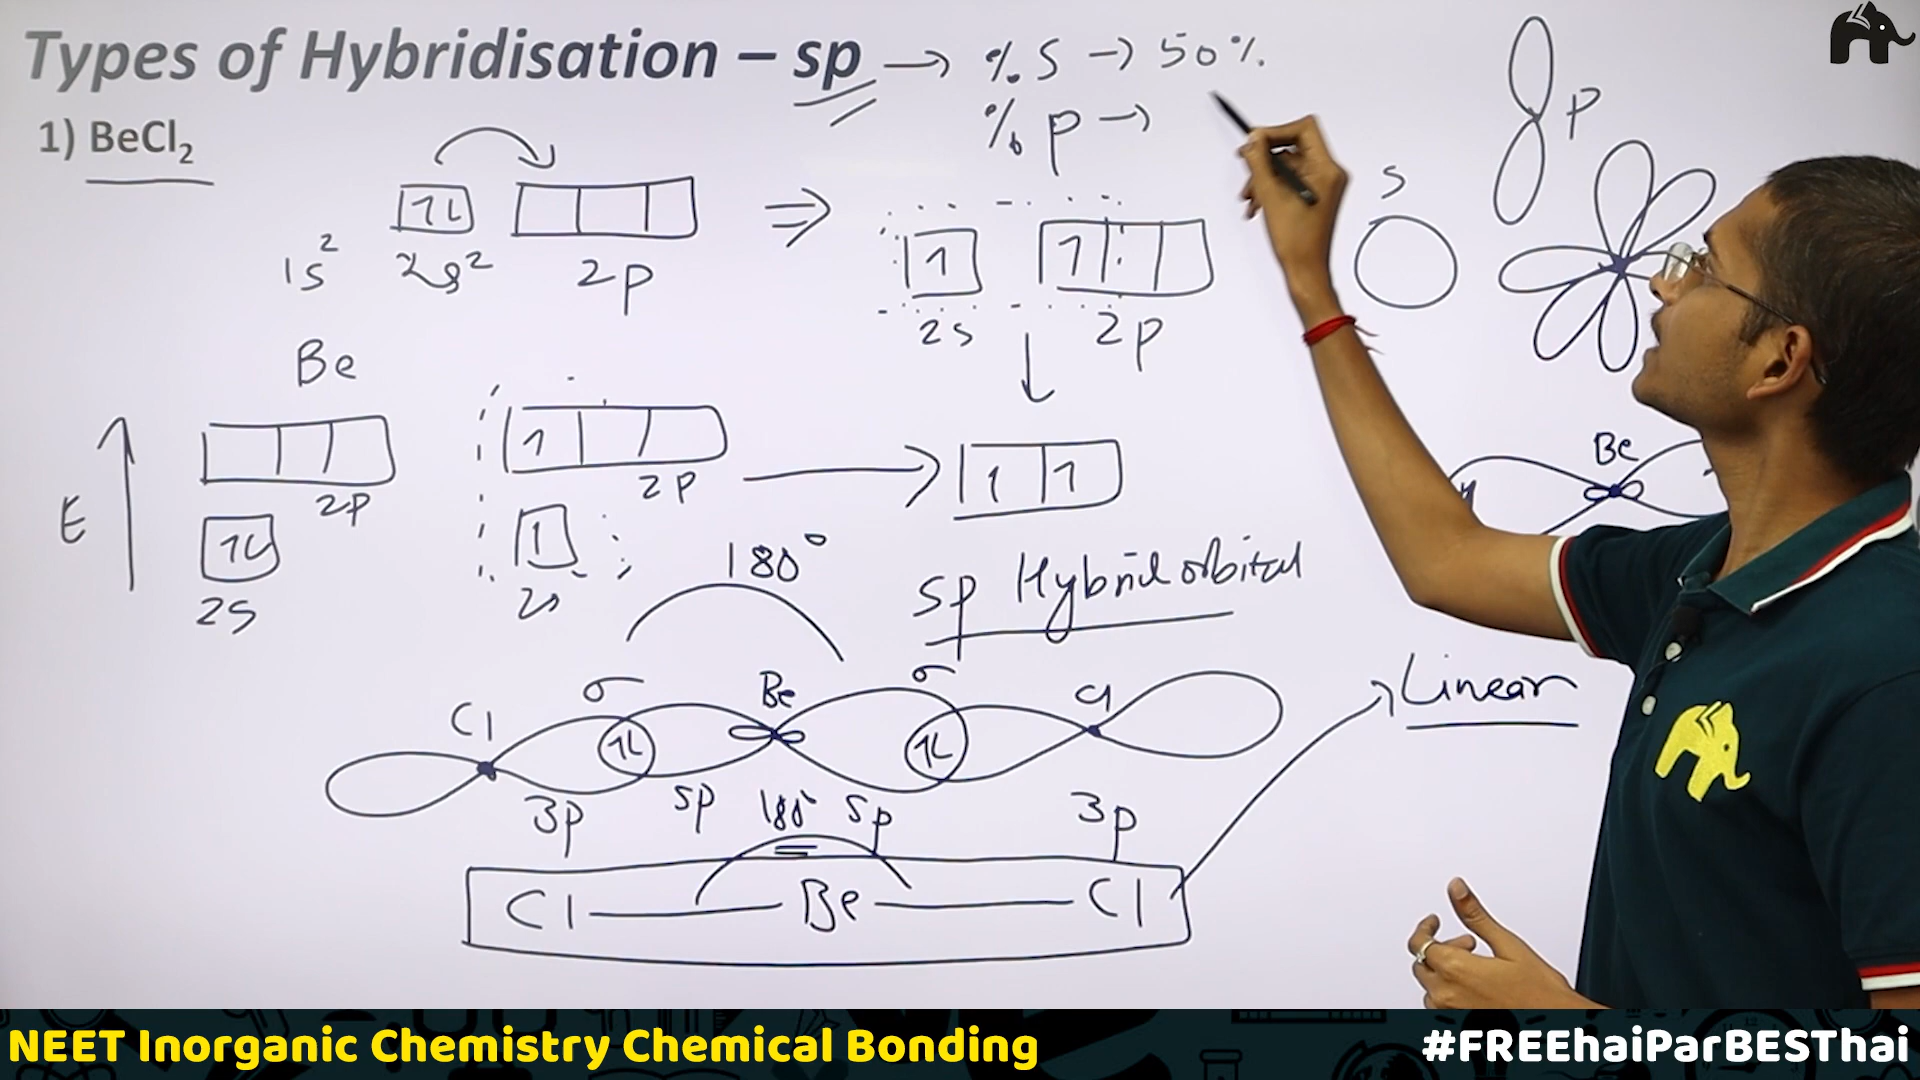 Types of Hybridisation – sp → % S → 50%
% p →
1) BeCl2
1s² 2s² 2p ⇒ 2s 2p
p
s
Be
E
2p
2s
2p
2s
sp Hybrid orbital
Be
180°
σ σ
Cl Be Cl
3p sp 180° sp 3p
Cl — Be — Cl
Linear
NEET Inorganic Chemistry Chemical Bonding
#FREEhaiParBESThai